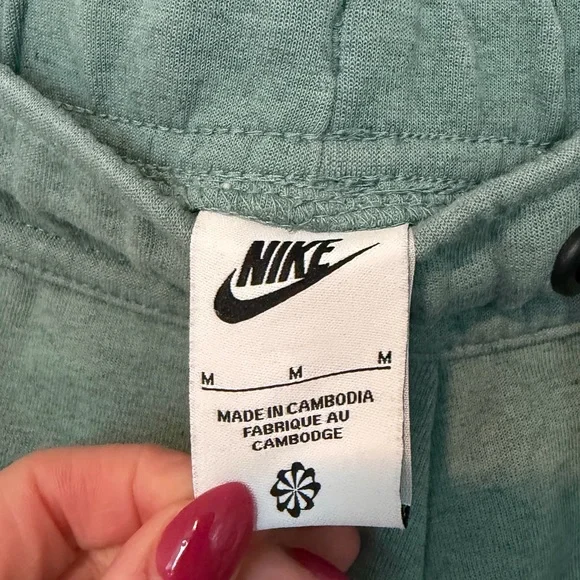 NIKE
M M M
MADE IN CAMBODIA
FABRIQUE AU
CAMBODGE